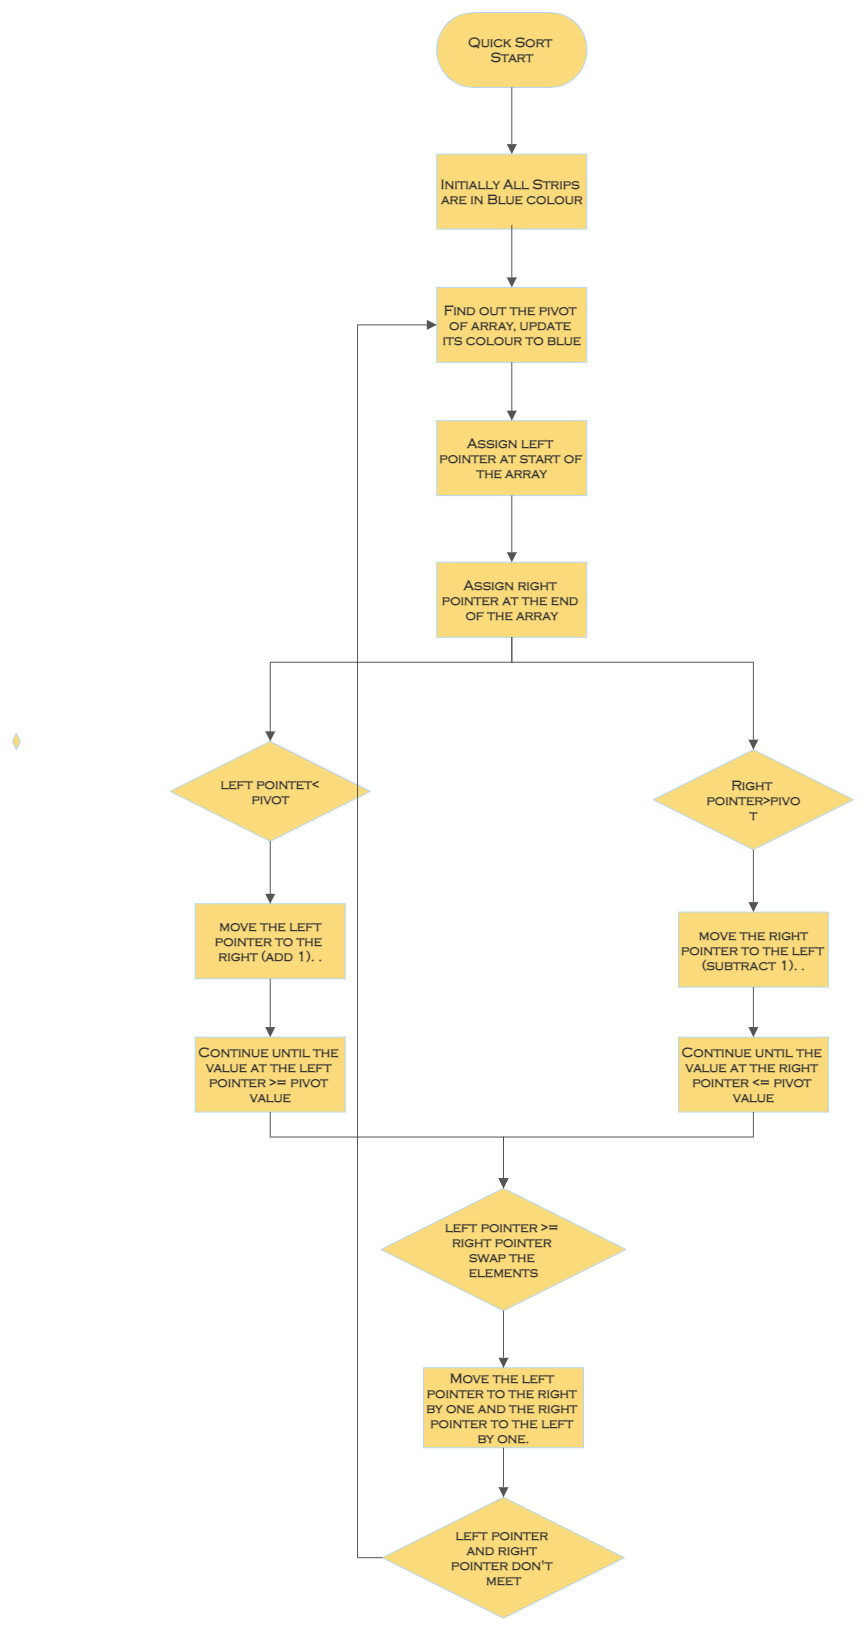 Quick Sort
Start
Initially All Strips
are in Blue colour
Find out the pivot
of array, update
its colour to blue
Assign left
pointer at start of
the array
Assign right
pointer at the end
of the array
left pointet<
pivot
Right
pointer>pivo
t
move the left
pointer to the
right (add 1). .
move the right
pointer to the left
(subtract 1). .
Continue until the
value at the left
pointer >= pivot
value
Continue until the
value at the right
pointer <= pivot
value
left pointer >=
right pointer
swap the
elements
Move the left
pointer to the right
by one and the right
pointer to the left
by one.
left pointer
and right
pointer don't
meet